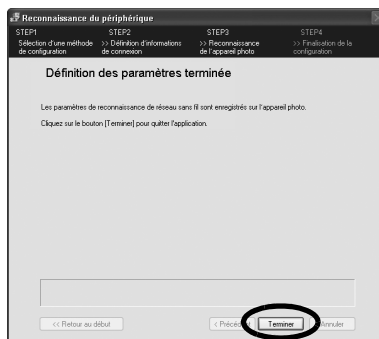 Reconnaissance du périphérique
STEP1 STEP2 STEP3 STEP4
Sélection d'une méthode >> Définition d'informations >> Reconnaissance >> Finalisation de la
de configuration de connexion de l'appareil photo configuration
Définition des paramètres terminée
Les paramètres de reconnaissance de réseau sans fil sont enregistrés sur l'appareil photo.
Cliquez sur le bouton [Terminer] pour quitter l'application.
<< Retour au début < Précéd Terminer Annuler